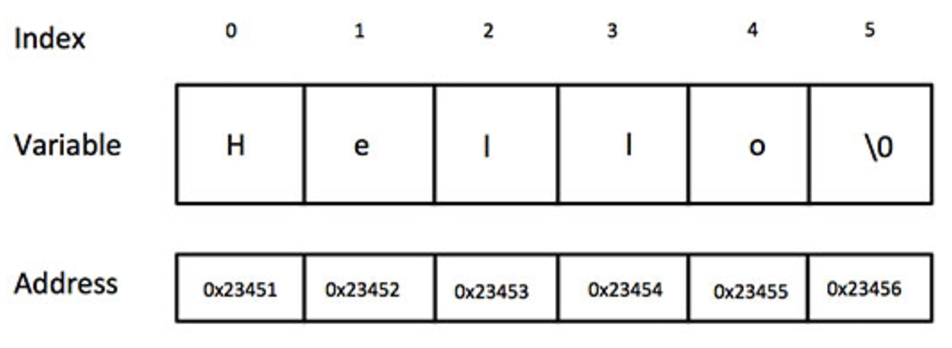 Index 0 1 2 3 4 5
Variable H e l l o \0
Address 0x23451 0x23452 0x23453 0x23454 0x23455 0x23456